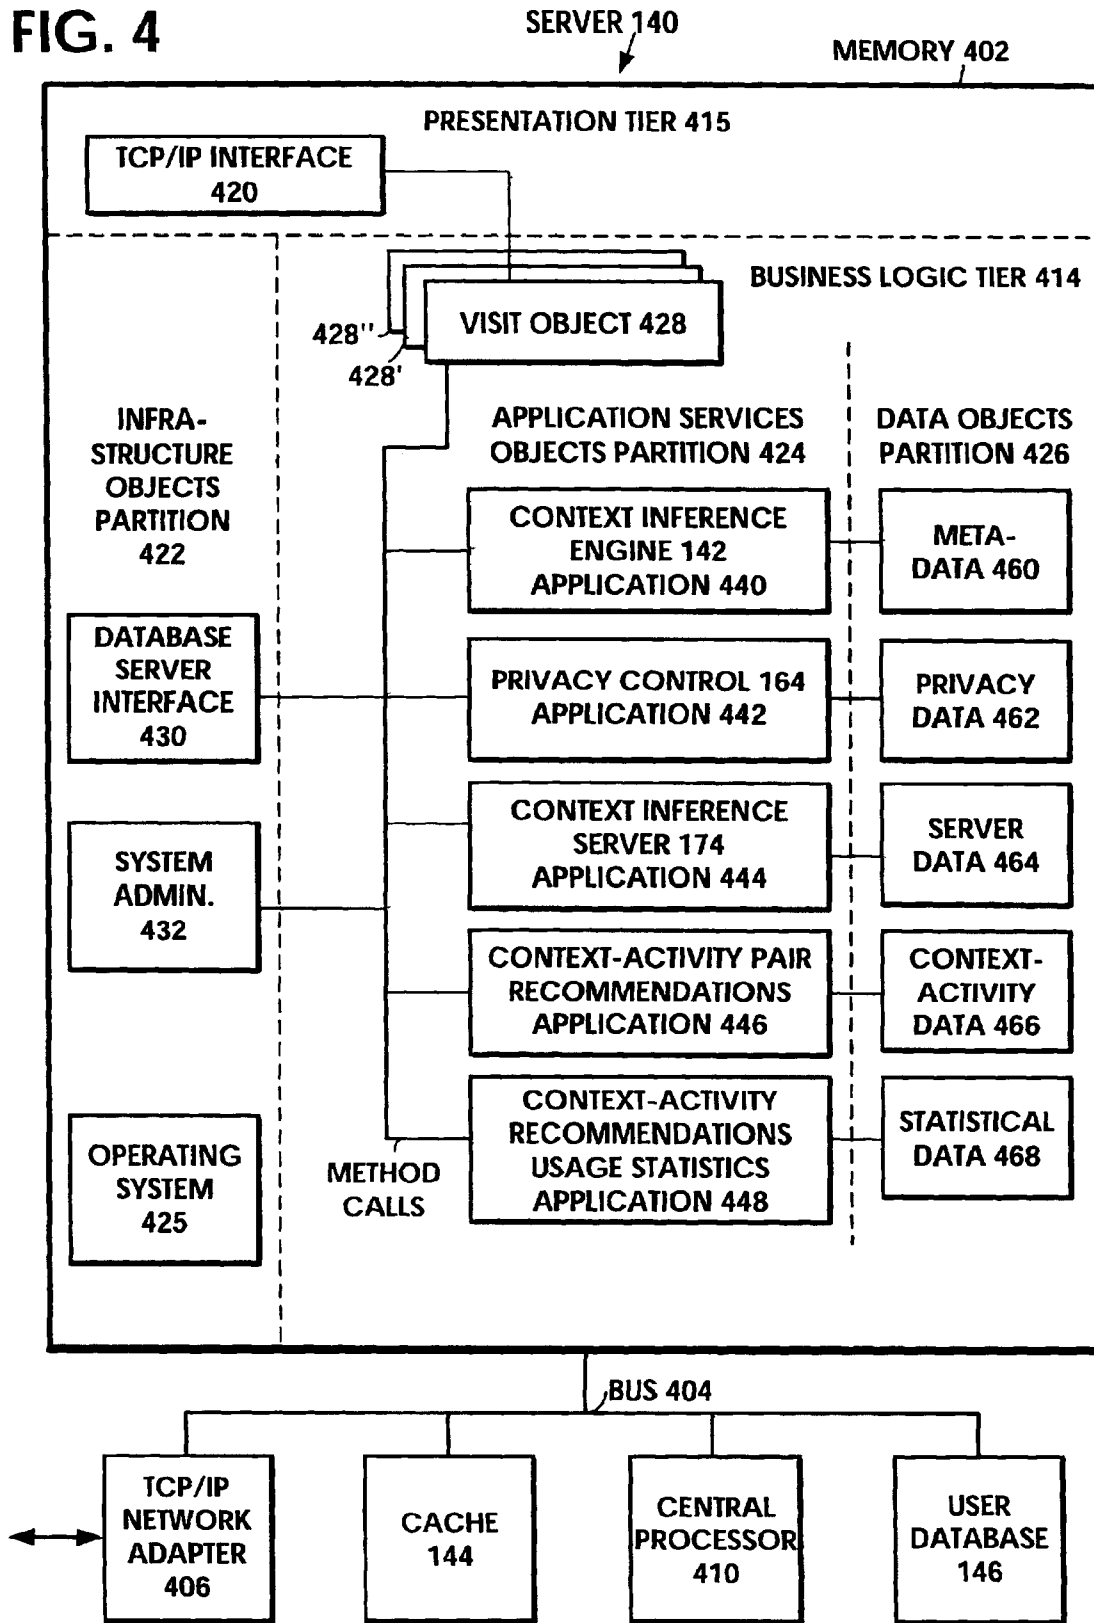 FIG. 4
SERVER 140
MEMORY 402
PRESENTATION TIER 415
TCP/IP INTERFACE
420
BUSINESS LOGIC TIER 414
VISIT OBJECT 428
428''
428'
INFRA-
STRUCTURE
OBJECTS
PARTITION
422
APPLICATION SERVICES
OBJECTS PARTITION 424
DATA OBJECTS
PARTITION 426
CONTEXT INFERENCE
ENGINE 142
APPLICATION 440
META-
DATA 460
DATABASE
SERVER
INTERFACE
430
PRIVACY CONTROL 164
APPLICATION 442
PRIVACY
DATA 462
SYSTEM
ADMIN.
432
CONTEXT INFERENCE
SERVER 174
APPLICATION 444
SERVER
DATA 464
CONTEXT-ACTIVITY PAIR
RECOMMENDATIONS
APPLICATION 446
CONTEXT-
ACTIVITY
DATA 466
OPERATING
SYSTEM
425
METHOD
CALLS
CONTEXT-ACTIVITY
RECOMMENDATIONS
USAGE STATISTICS
APPLICATION 448
STATISTICAL
DATA 468
BUS 404
TCP/IP
NETWORK
ADAPTER
406
CACHE
144
CENTRAL
PROCESSOR
410
USER
DATABASE
146